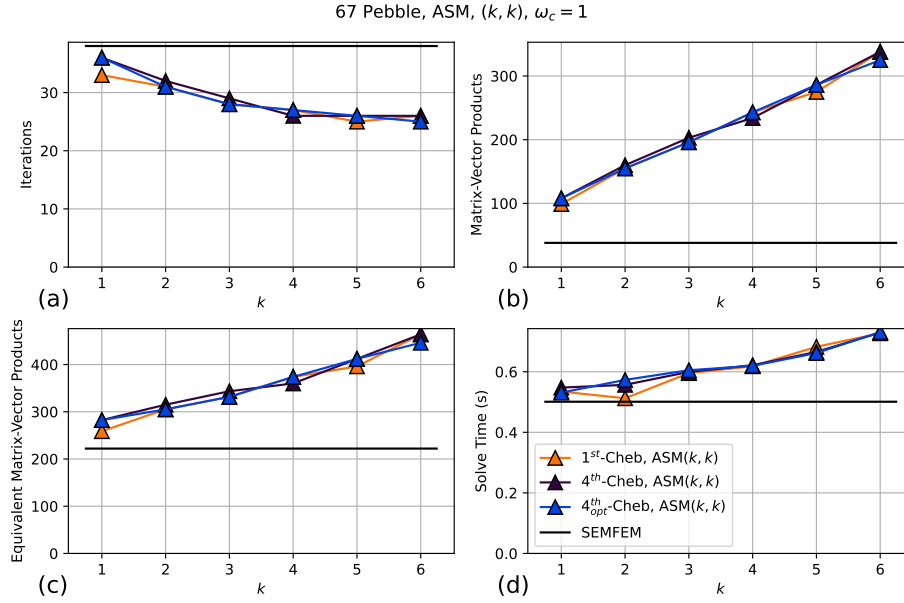 67 Pebble, ASM, (k, k), ω_c = 1
Iterations
30
20
10
0
1 2 3 4 5 6
k
(a)
Matrix-Vector Products
300
200
100
0
1 2 3 4 5 6
k
(b)
Equivalent Matrix-Vector Products
400
300
200
100
0
1 2 3 4 5 6
k
(c)
Solve Time (s)
0.6
0.4
0.2
0.0
1 2 3 4 5 6
k
(d)
1^{st}-Cheb, ASM(k, k)
4^{th}-Cheb, ASM(k, k)
4^{th}_{opt}-Cheb, ASM(k, k)
SEMFEM